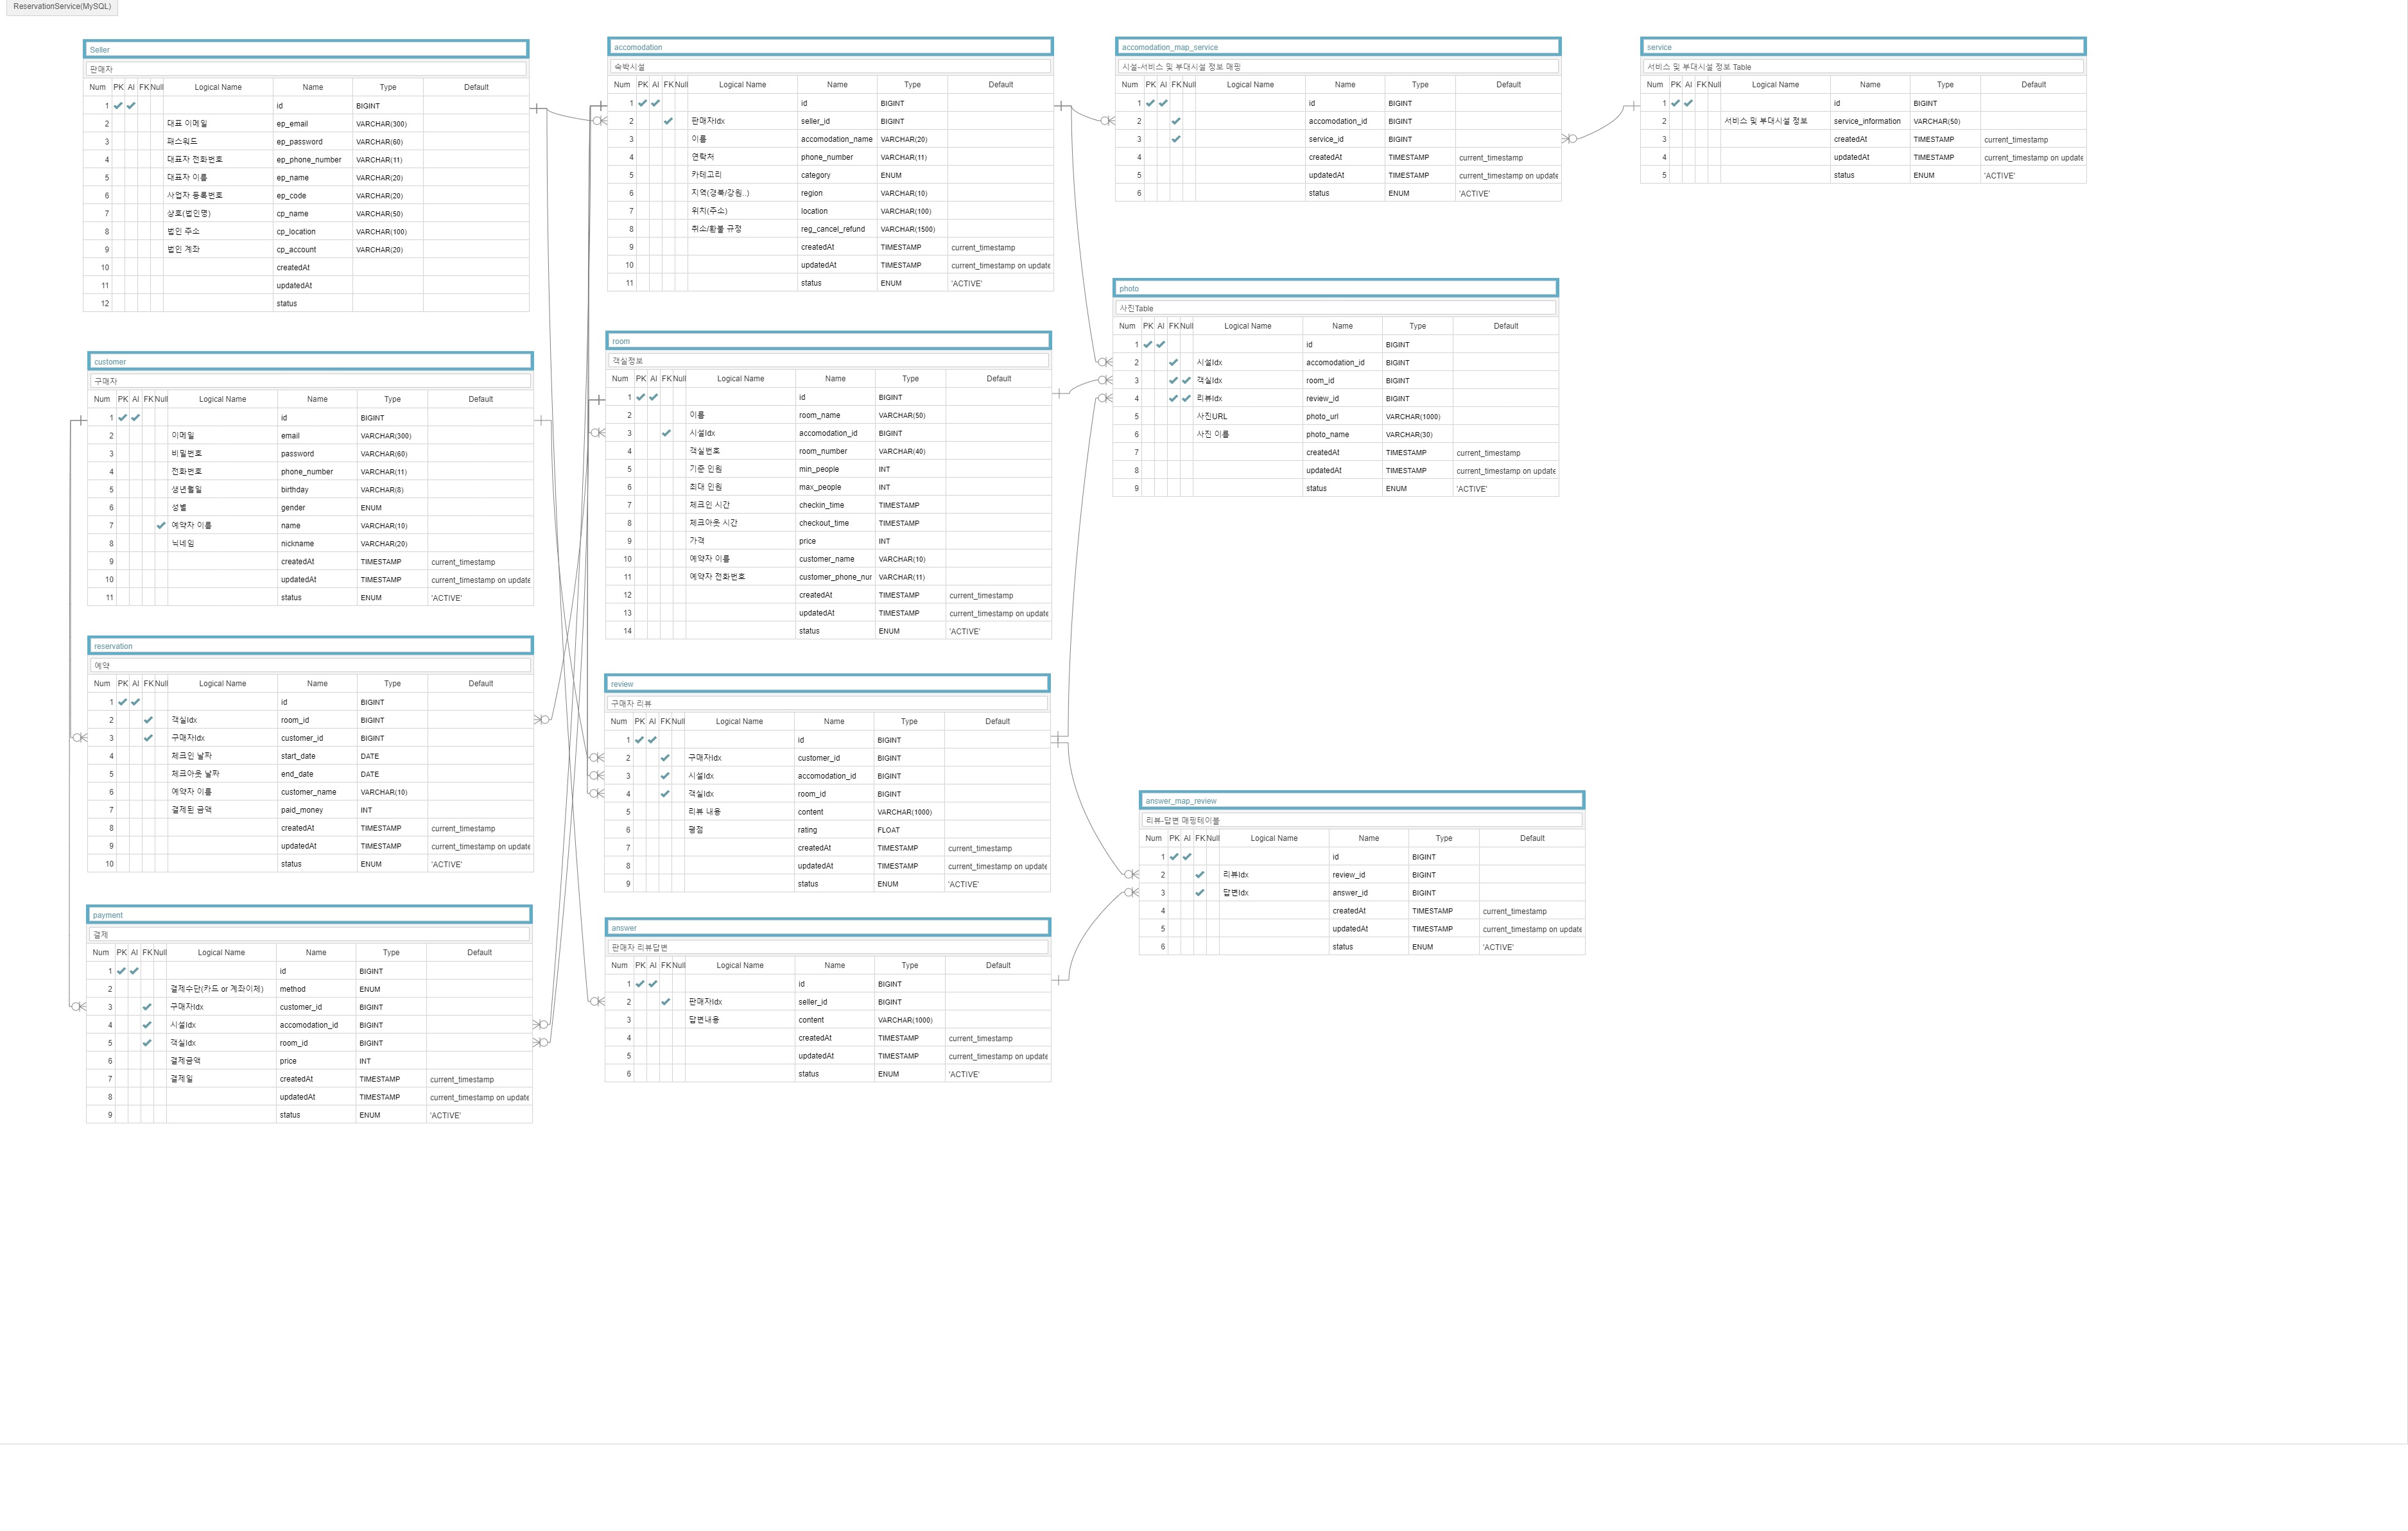 ReservationService(MySQL)
Seller
판매자
Num PK AI FK Null Logical Name Name Type Default
1 id BIGINT
2 대표 이메일 ep_email VARCHAR(300)
3 패스워드 ep_password VARCHAR(60)
4 대표자 전화번호 ep_phone_number VARCHAR(11)
5 대표자 이름 ep_name VARCHAR(20)
6 사업자 등록번호 ep_code VARCHAR(20)
7 상호(법인명) cp_name VARCHAR(50)
8 법인 주소 cp_location VARCHAR(100)
9 법인 계좌 cp_account VARCHAR(20)
10 createdAt
11 updatedAt
12 status
customer
구매자
Num PK AI FK Null Logical Name Name Type Default
1 id BIGINT
2 이메일 email VARCHAR(300)
3 비밀번호 password VARCHAR(60)
4 전화번호 phone_number VARCHAR(11)
5 생년월일 birthday VARCHAR(8)
6 성별 gender ENUM
7 예약자 이름 name VARCHAR(10)
8 닉네임 nickname VARCHAR(20)
9 createdAt TIMESTAMP current_timestamp
10 updatedAt TIMESTAMP current_timestamp on update
11 status ENUM 'ACTIVE'
reservation
예약
Num PK AI FK Null Logical Name Name Type Default
1 id BIGINT
2 객실Idx room_id BIGINT
3 구매자Idx customer_id BIGINT
4 체크인 날짜 start_date DATE
5 체크아웃 날짜 end_date DATE
6 예약자 이름 customer_name VARCHAR(10)
7 결제된 금액 paid_money INT
8 createdAt TIMESTAMP current_timestamp
9 updatedAt TIMESTAMP current_timestamp on update
10 status ENUM 'ACTIVE'
payment
결제
Num PK AI FK Null Logical Name Name Type Default
1 id BIGINT
2 결제수단(카드 or 계좌이체) method ENUM
3 구매자Idx customer_id BIGINT
4 시설Idx accomodation_id BIGINT
5 객실Idx room_id BIGINT
6 결제금액 price INT
7 결제일 createdAt TIMESTAMP current_timestamp
8 updatedAt TIMESTAMP current_timestamp on update
9 status ENUM 'ACTIVE'
accomodation
숙박시설
Num PK AI FK Null Logical Name Name Type Default
1 id BIGINT
2 판매자Idx seller_id BIGINT
3 이름 accomodation_name VARCHAR(20)
4 연락처 phone_number VARCHAR(11)
5 카테고리 category ENUM
6 지역(경북/강원..) region VARCHAR(10)
7 위치(주소) location VARCHAR(100)
8 취소/환불 규정 reg_cancel_refund VARCHAR(1500)
9 createdAt TIMESTAMP current_timestamp
10 updatedAt TIMESTAMP current_timestamp on update
11 status ENUM 'ACTIVE'
room
객실정보
Num PK AI FK Null Logical Name Name Type Default
1 id BIGINT
2 이름 room_name VARCHAR(50)
3 시설Idx accomodation_id BIGINT
4 객실번호 room_number VARCHAR(40)
5 기준 인원 min_people INT
6 최대 인원 max_people INT
7 체크인 시간 checkin_time TIMESTAMP
8 체크아웃 시간 checkout_time TIMESTAMP
9 가격 price INT
10 예약자 이름 customer_name VARCHAR(10)
11 예약자 전화번호 customer_phone_nur VARCHAR(11)
12 createdAt TIMESTAMP current_timestamp
13 updatedAt TIMESTAMP current_timestamp on update
14 status ENUM 'ACTIVE'
review
구매자 리뷰
Num PK AI FK Null Logical Name Name Type Default
1 id BIGINT
2 구매자Idx customer_id BIGINT
3 시설Idx accomodation_id BIGINT
4 객실Idx room_id BIGINT
5 리뷰 내용 content VARCHAR(1000)
6 평점 rating FLOAT
7 createdAt TIMESTAMP current_timestamp
8 updatedAt TIMESTAMP current_timestamp on update
9 status ENUM 'ACTIVE'
answer
판매자 리뷰답변
Num PK AI FK Null Logical Name Name Type Default
1 id BIGINT
2 판매자Idx seller_id BIGINT
3 답변내용 content VARCHAR(1000)
4 createdAt TIMESTAMP current_timestamp
5 updatedAt TIMESTAMP current_timestamp on update
6 status ENUM 'ACTIVE'
accomodation_map_service
시설-서비스 및 부대시설 정보 매핑
Num PK AI FK Null Logical Name Name Type Default
1 id BIGINT
2 accomodation_id BIGINT
3 service_id BIGINT
4 createdAt TIMESTAMP current_timestamp
5 updatedAt TIMESTAMP current_timestamp on update
6 status ENUM 'ACTIVE'
photo
사진Table
Num PK AI FK Null Logical Name Name Type Default
1 id BIGINT
2 시설Idx accomodation_id BIGINT
3 객실Idx room_id BIGINT
4 리뷰Idx review_id BIGINT
5 사진URL photo_url VARCHAR(1000)
6 사진 이름 photo_name VARCHAR(30)
7 createdAt TIMESTAMP current_timestamp
8 updatedAt TIMESTAMP current_timestamp on update
9 status ENUM 'ACTIVE'
answer_map_review
리뷰-답변 매핑테이블
Num PK AI FK Null Logical Name Name Type Default
1 id BIGINT
2 리뷰Idx review_id BIGINT
3 답변Idx answer_id BIGINT
4 createdAt TIMESTAMP current_timestamp
5 updatedAt TIMESTAMP current_timestamp on update
6 status ENUM 'ACTIVE'
service
서비스 및 부대시설 정보 Table
Num PK AI FK Null Logical Name Name Type Default
1 id BIGINT
2 서비스 및 부대시설 정보 service_information VARCHAR(50)
3 createdAt TIMESTAMP current_timestamp
4 updatedAt TIMESTAMP current_timestamp on update
5 status ENUM 'ACTIVE'